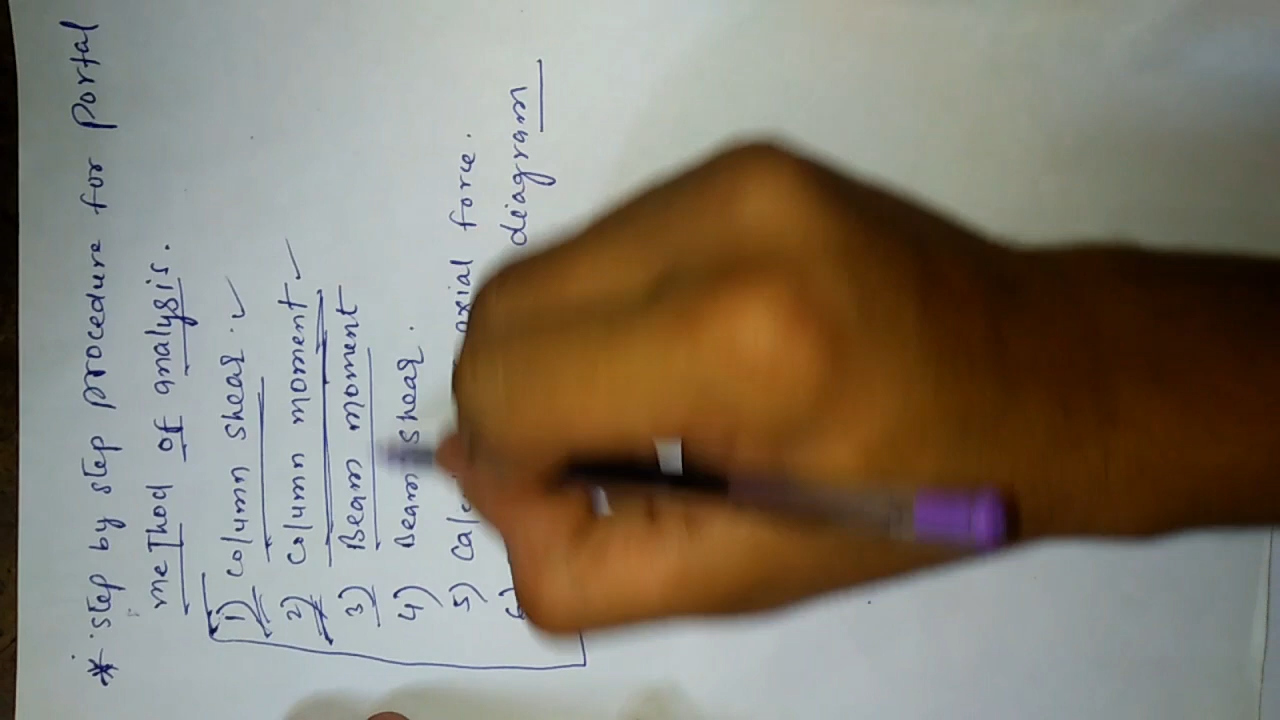 * step by step procedure for Portal
method of analysis.
1) column shear.
2) column moment
3) Beam moment
4) Beam shear.
5) axial force.
diagram